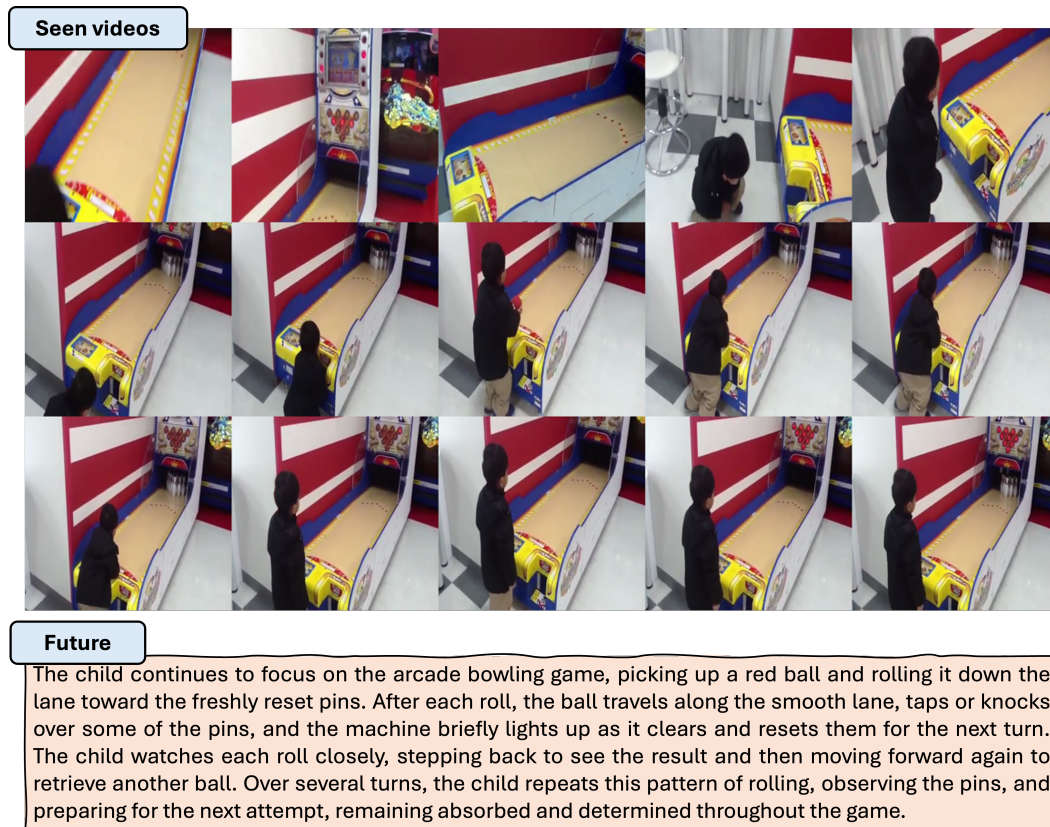 Seen videos
Future
The child continues to focus on the arcade bowling game, picking up a red ball and rolling it down the
lane toward the freshly reset pins. After each roll, the ball travels along the smooth lane, taps or knocks
over some of the pins, and the machine briefly lights up as it clears and resets them for the next turn.
The child watches each roll closely, stepping back to see the result and then moving forward again to
retrieve another ball. Over several turns, the child repeats this pattern of rolling, observing the pins, and
preparing for the next attempt, remaining absorbed and determined throughout the game.